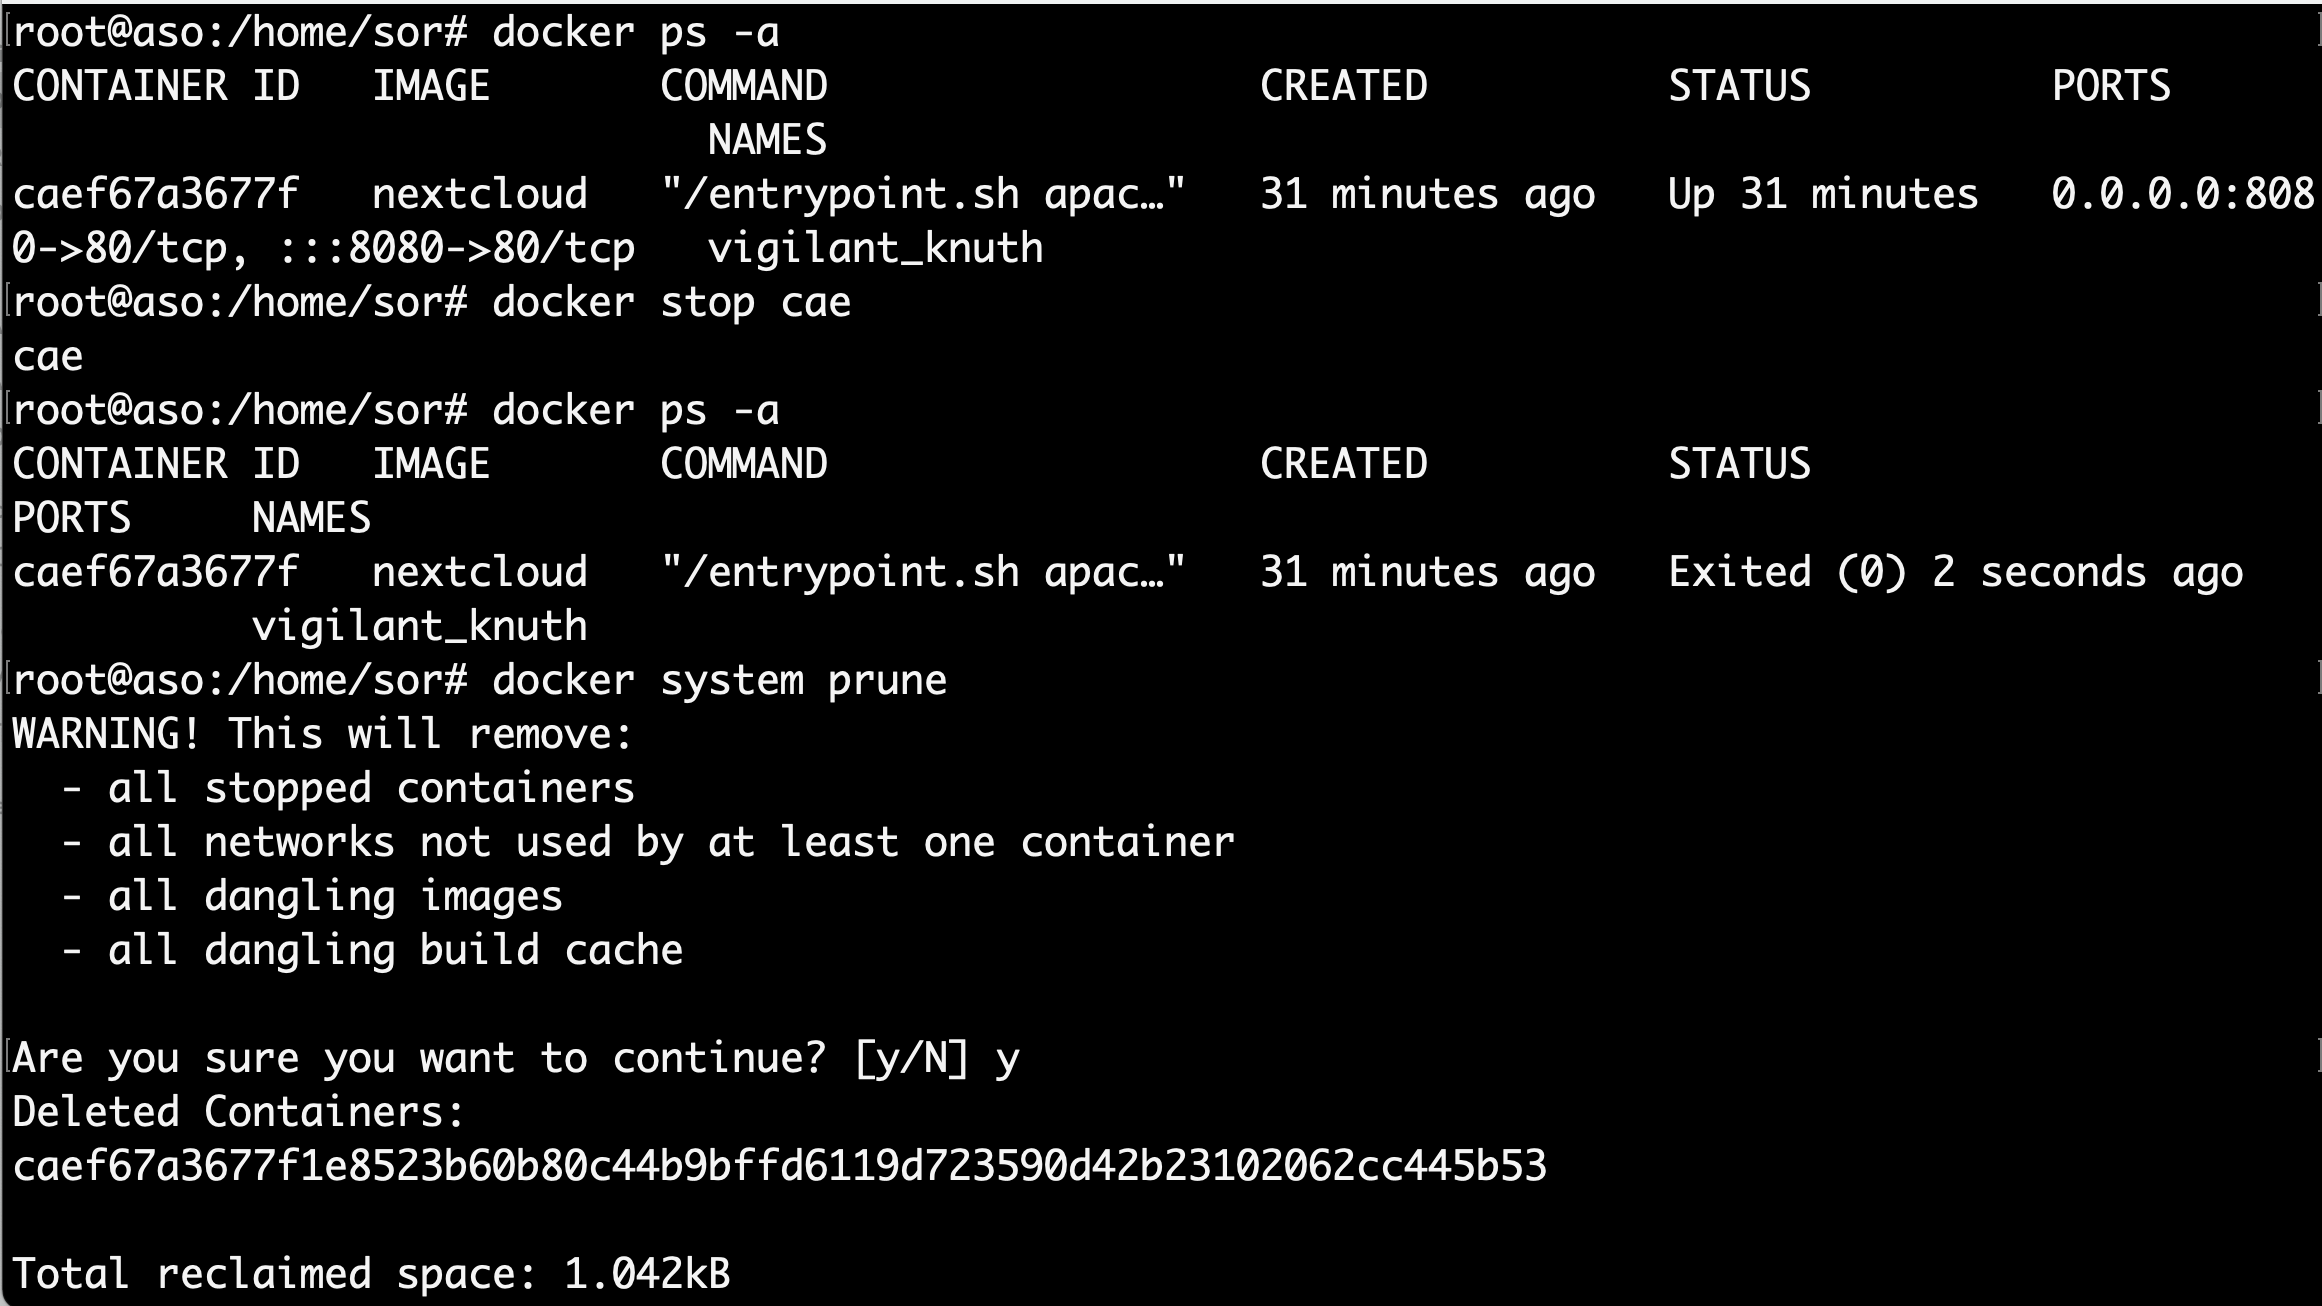 root@aso:/home/sor# docker ps -a
CONTAINER ID   IMAGE       COMMAND                  CREATED          STATUS          PORTS
                             NAMES
caef67a3677f   nextcloud   "/entrypoint.sh apac…"   31 minutes ago   Up 31 minutes   0.0.0.0:808
0->80/tcp, :::8080->80/tcp   vigilant_knuth
root@aso:/home/sor# docker stop cae
cae
root@aso:/home/sor# docker ps -a
CONTAINER ID   IMAGE       COMMAND                  CREATED          STATUS
PORTS     NAMES
caef67a3677f   nextcloud   "/entrypoint.sh apac…"   31 minutes ago   Exited (0) 2 seconds ago
          vigilant_knuth
root@aso:/home/sor# docker system prune
WARNING! This will remove:
  - all stopped containers
  - all networks not used by at least one container
  - all dangling images
  - all dangling build cache

Are you sure you want to continue? [y/N] y
Deleted Containers:
caef67a3677f1e8523b60b80c44b9bffd6119d723590d42b23102062cc445b53

Total reclaimed space: 1.042kB